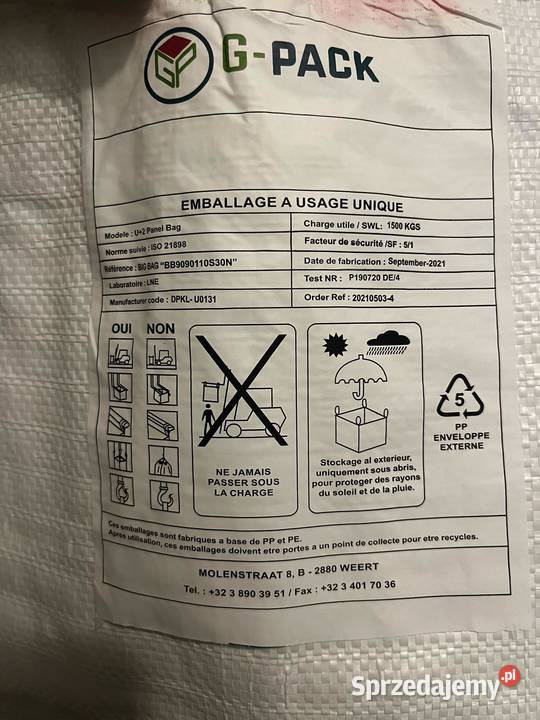 GP G-PACK
EMBALLAGE A USAGE UNIQUE
Modele : U+2 Panel Bag
Charge utile / SWL: 1500 KGS
Norme suivie : ISO 21898
Facteur de sécurité /SF : 5/1
Référence : BIG BAG "BB9090110S30N"
Date de fabrication : September-2021
Laboratoire : LNE
Test NR : P190720 DE/4
Manufacturer code : DPKL- U0131
Order Ref : 20210503-4
OUI NON
NE JAMAIS
PASSER SOUS
LA CHARGE
Stockage al exterieur,
uniquement sous abris,
pour proteger des rayons
du soleil et de la pluie.
5
PP
ENVELOPPE
EXTERNE
Ces emballages sont fabriques a base de PP et PE.
Apres utilisation, ces emballages doivent etre portes a un point de collecte pour etre recycles.
MOLENSTRAAT 8, B - 2880 WEERT
Tel. : +32 3 890 39 51 / Fax : +32 3 401 70 36
Sprzedajemy.pl